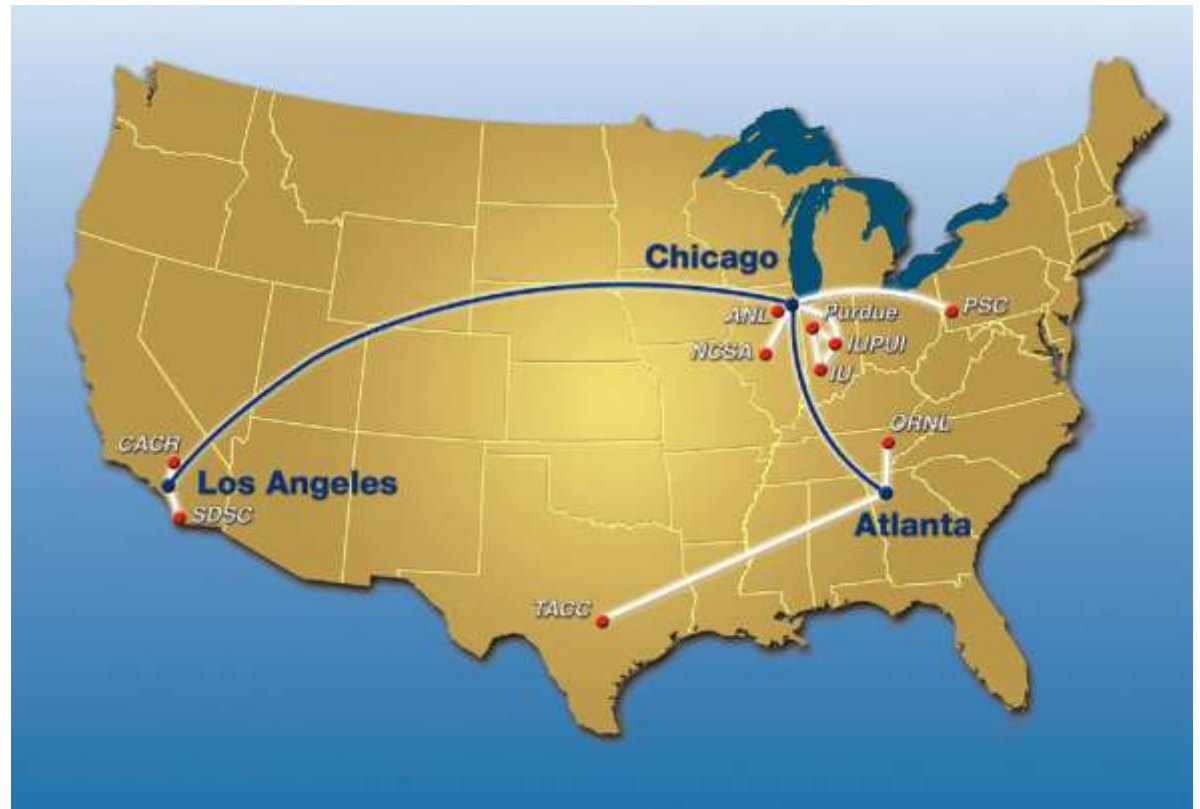 Chicago
ANL
Purdue
PSC
NCSA
IUPUI
IU
ORNL
CACR
Los Angeles
SDSC
Atlanta
TACC